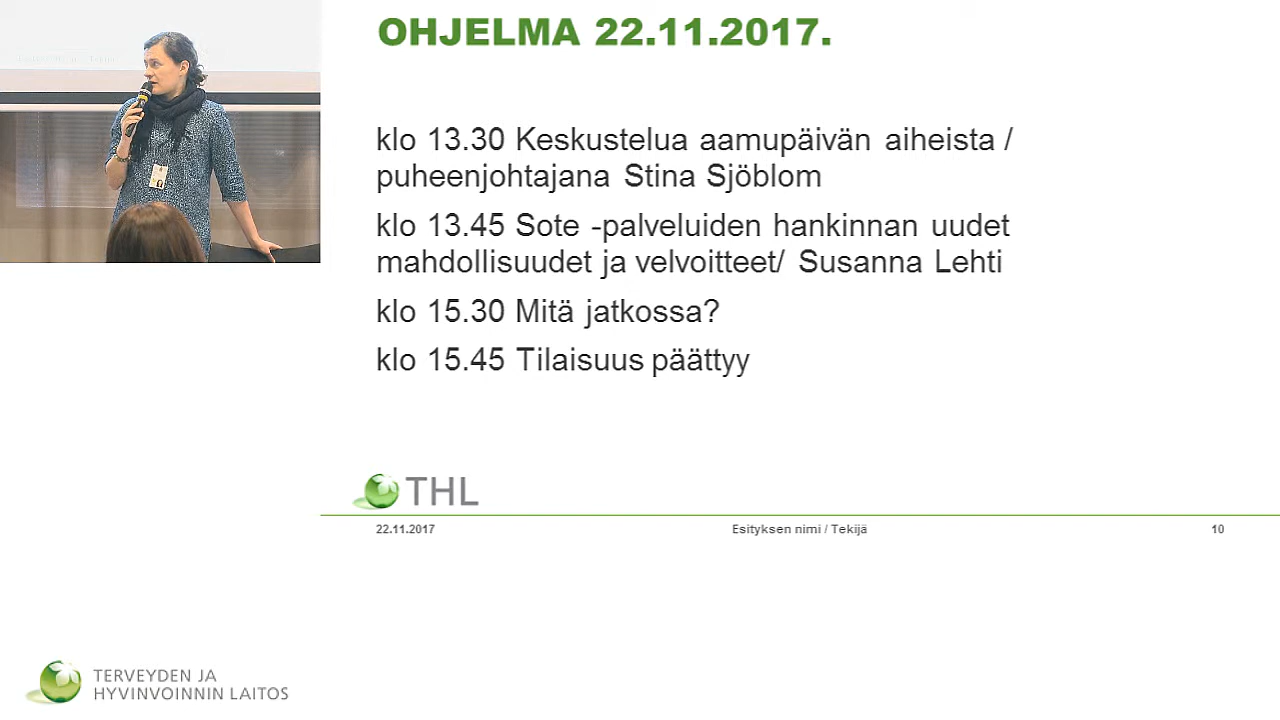 OHJELMA 22.11.2017.
klo 13.30 Keskustelua aamupäivän aiheista /
puheenjohtajana Stina Sjöblom
klo 13.45 Sote -palveluiden hankinnan uudet
mahdollisuudet ja velvoitteet/ Susanna Lehti
klo 15.30 Mitä jatkossa?
klo 15.45 Tilaisuus päättyy
THL
22.11.2017 Esityksen nimi / Tekijä 10
TERVEYDEN JA
HYVINVOINNIN LAITOS